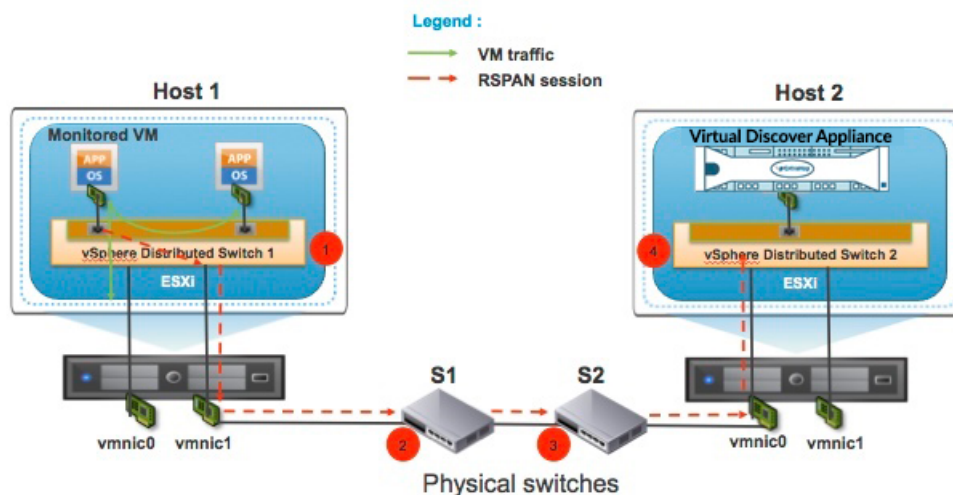 Legend :
VM traffic
RSPAN session
Host 1
Host 2
Monitored VM
APP
OS
APP
OS
Virtual Discover Appliance
vSphere Distributed Switch 1
1
4
vSphere Distributed Switch 2
ESXi
ESXi
S1
S2
vmnic0
vmnic1
2
3
vmnic0
vmnic1
Physical switches